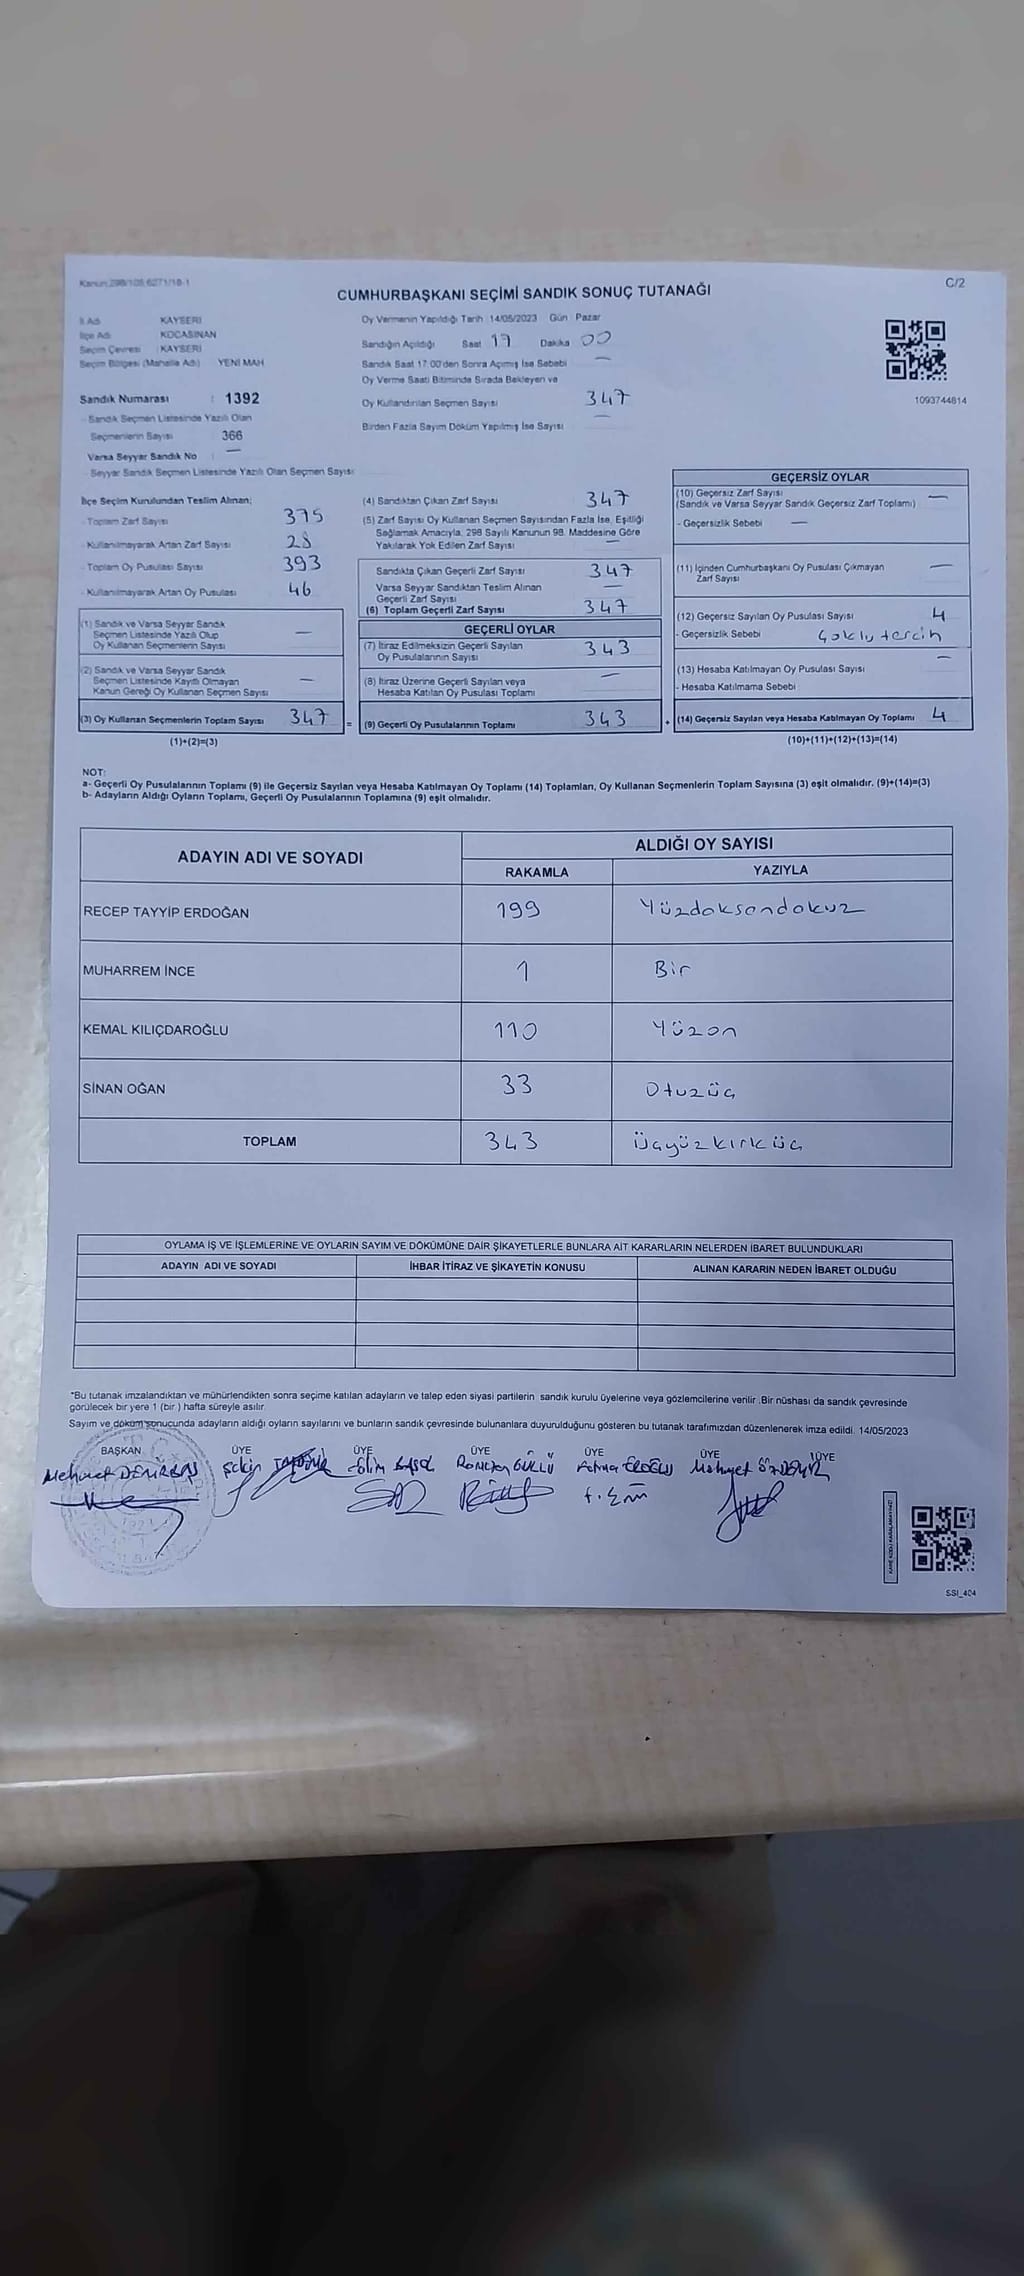 Kanun:298/105,6271/18-1
C/2
CUMHURBAŞKANI SEÇİMİ SANDIK SONUÇ TUTANAĞI
İl Adı : KAYSERİ
İlçe Adı : KOCASİNAN
Seçim Çevresi : KAYSERİ
Seçim Bölgesi (Mahalle Adı) : YENİ MAH
Sandık Numarası : 1392
- Sandık Seçmen Listesinde Yazılı Olan
Seçmenlerin Sayısı 366
Varsa Seyyar Sandık No : —
- Seyyar Sandık Seçmen Listesinde Yazılı Olan Seçmen Sayısı
Oy Vermenin Yapıldığı Tarih 14/05/2023 Gün Pazar
Sandığın Açıldığı Saat 17 Dakika 00
Sandık Saat 17:00'den Sonra Açımış İse Sebebi —
Oy Verme Saati Bitiminde Sırada Bekleyen ve
Oy Kullandırılan Seçmen Sayısı 347
Birden Fazla Sayım Döküm Yapılmış İse Sayısı —
1093744814
İlçe Seçim Kurulundan Teslim Alınan;
- Toplam Zarf Sayısı 375
- Kullanılmayarak Artan Zarf Sayısı 28
- Toplam Oy Pusulası Sayısı 393
- Kullanılmayarak Artan Oy Pusulası 46
(1) Sandık ve Varsa Seyyar Sandık
Seçmen Listesinde Yazılı Olup
Oy Kullanan Seçmenlerin Sayısı —
(2) Sandık ve Varsa Seyyar Sandık
Seçmen Listesinde Kayıtlı Olmayan
Kanun Gereği Oy Kullanan Seçmen Sayısı —
(3) Oy Kullanan Seçmenlerin Toplam Sayısı 347
(1)+(2)=(3)
(4) Sandıktan Çıkan Zarf Sayısı 347
(5) Zarf Sayısı Oy Kullanan Seçmen Sayısından Fazla İse, Eşitliği
Sağlamak Amacıyla, 298 Sayılı Kanunun 98. Maddesine Göre
Yakılarak Yok Edilen Zarf Sayısı —
Sandıkta Çıkan Geçerli Zarf Sayısı 347
Varsa Seyyar Sandıktan Teslim Alınan
Geçerli Zarf Sayısı —
(6) Toplam Geçerli Zarf Sayısı 347
GEÇERLİ OYLAR
(7) İtiraz Edilmeksizin Geçerli Sayılan
Oy Pusulalarının Sayısı 343
(8) İtiraz Üzerine Geçerli Sayılan veya
Hesaba Katılan Oy Pusulası Toplamı —
= (9) Geçerli Oy Pusulalarının Toplamı 343
GEÇERSİZ OYLAR
(10) Geçersiz Zarf Sayısı —
(Sandık ve Varsa Seyyar Sandık Geçersiz Zarf Toplamı)
- Geçersizlik Sebebi —
(11) İçinden Cumhurbaşkanı Oy Pusulası Çıkmayan —
Zarf Sayısı
(12) Geçersiz Sayılan Oy Pusulası Sayısı 4
- Geçersizlik Sebebi Çoklu tercih
(13) Hesaba Katılmayan Oy Pusulası Sayısı —
- Hesaba Katılmama Sebebi
+ (14) Geçersiz Sayılan veya Hesaba Katılmayan Oy Toplamı 4
(10)+(11)+(12)+(13)=(14)
NOT:
a- Geçerli Oy Pusulalarının Toplamı (9) ile Geçersiz Sayılan veya Hesaba Katılmayan Oy Toplamı (14) Toplamları, Oy Kullanan Seçmenlerin Toplam Sayısına (3) eşit olmalıdır. (9)+(14)=(3)
b- Adayların Aldığı Oyların Toplamı, Geçerli Oy Pusulalarının Toplamına (9) eşit olmalıdır.
ADAYIN ADI VE SOYADI
ALDIĞI OY SAYISI
RAKAMLA YAZIYLA
RECEP TAYYİP ERDOĞAN 199 Yüzdoksandokuz
MUHARREM İNCE 1 Bir
KEMAL KILIÇDAROĞLU 110 Yüzon
SİNAN OĞAN 33 Otuzüç
TOPLAM 343 Üçyüzkırküç
OYLAMA İŞ VE İŞLEMLERİNE VE OYLARIN SAYIM VE DÖKÜMÜNE DAİR ŞİKAYETLERLE BUNLARA AİT KARARLARIN NELERDEN İBARET BULUNDUKLARI
ADAYIN ADI VE SOYADI İHBAR İTİRAZ VE ŞİKAYETİN KONUSU ALINAN KARARIN NEDEN İBARET OLDUĞU
*Bu tutanak imzalandıktan ve mühürlendikten sonra seçime katılan adayların ve talep eden siyasi partilerin sandık kurulu üyelerine veya gözlemcilerine verilir .Bir nüshası da sandık çevresinde
görülecek bir yere 1 (bir ) hafta süreyle asılır.
Sayım ve döküm sonucunda adayların aldığı oyların sayılarını ve bunların sandık çevresinde bulunanlara duyurulduğunu gösteren bu tutanak tarafımızdan düzenlenerek imza edildi. 14/05/2023
BAŞKAN ÜYE ÜYE ÜYE ÜYE ÜYE ÜYE
Mehmet DEMİRBAŞ
SSI_404